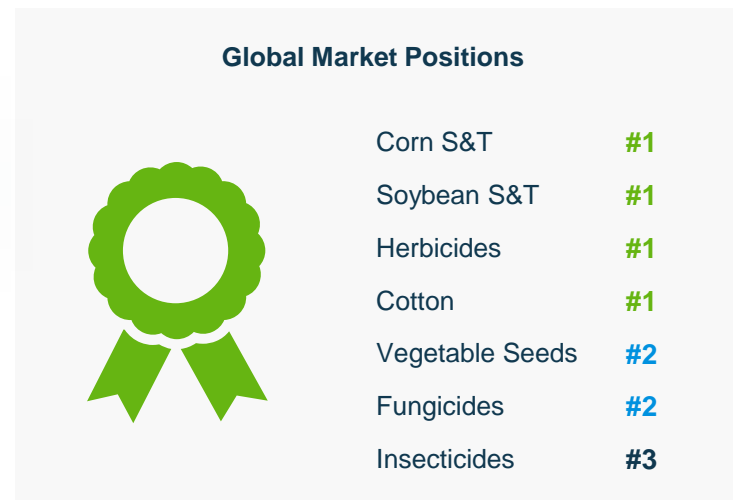 Global Market Positions
Corn S&T #1
Soybean S&T #1
Herbicides #1
Cotton #1
Vegetable Seeds #2
Fungicides #2
Insecticides #3